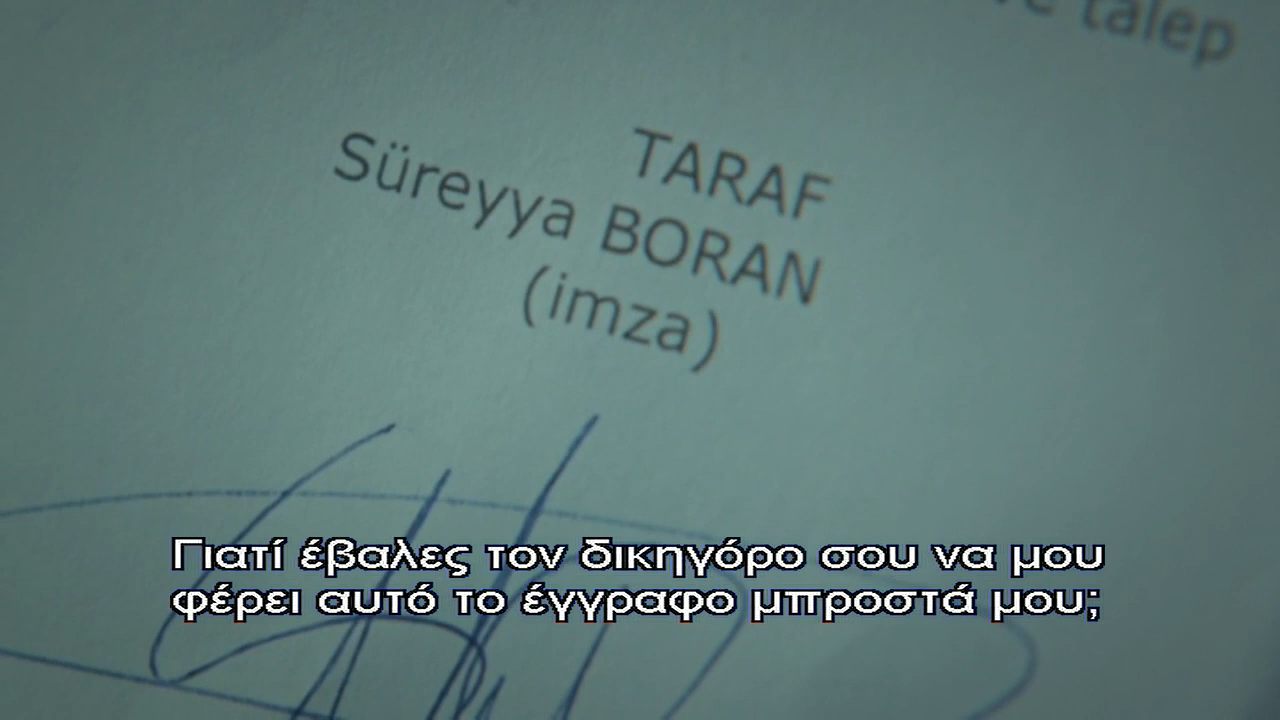 talep
TARAF
Süreyya BORAN
(imza)
Γιατί έβαλες τον δικηγόρο σου να μου
φέρει αυτό το έγγραφο μπροστά μου;